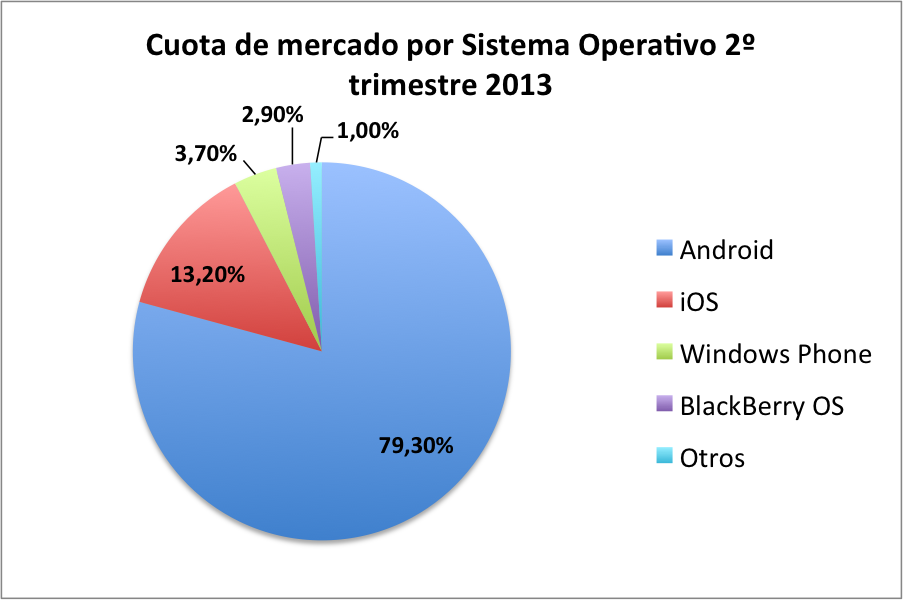 Cuota de mercado por Sistema Operativo 2º
trimestre 2013
2,90%
1,00%
3,70%
13,20%
79,30%
Android
iOS
Windows Phone
BlackBerry OS
Otros